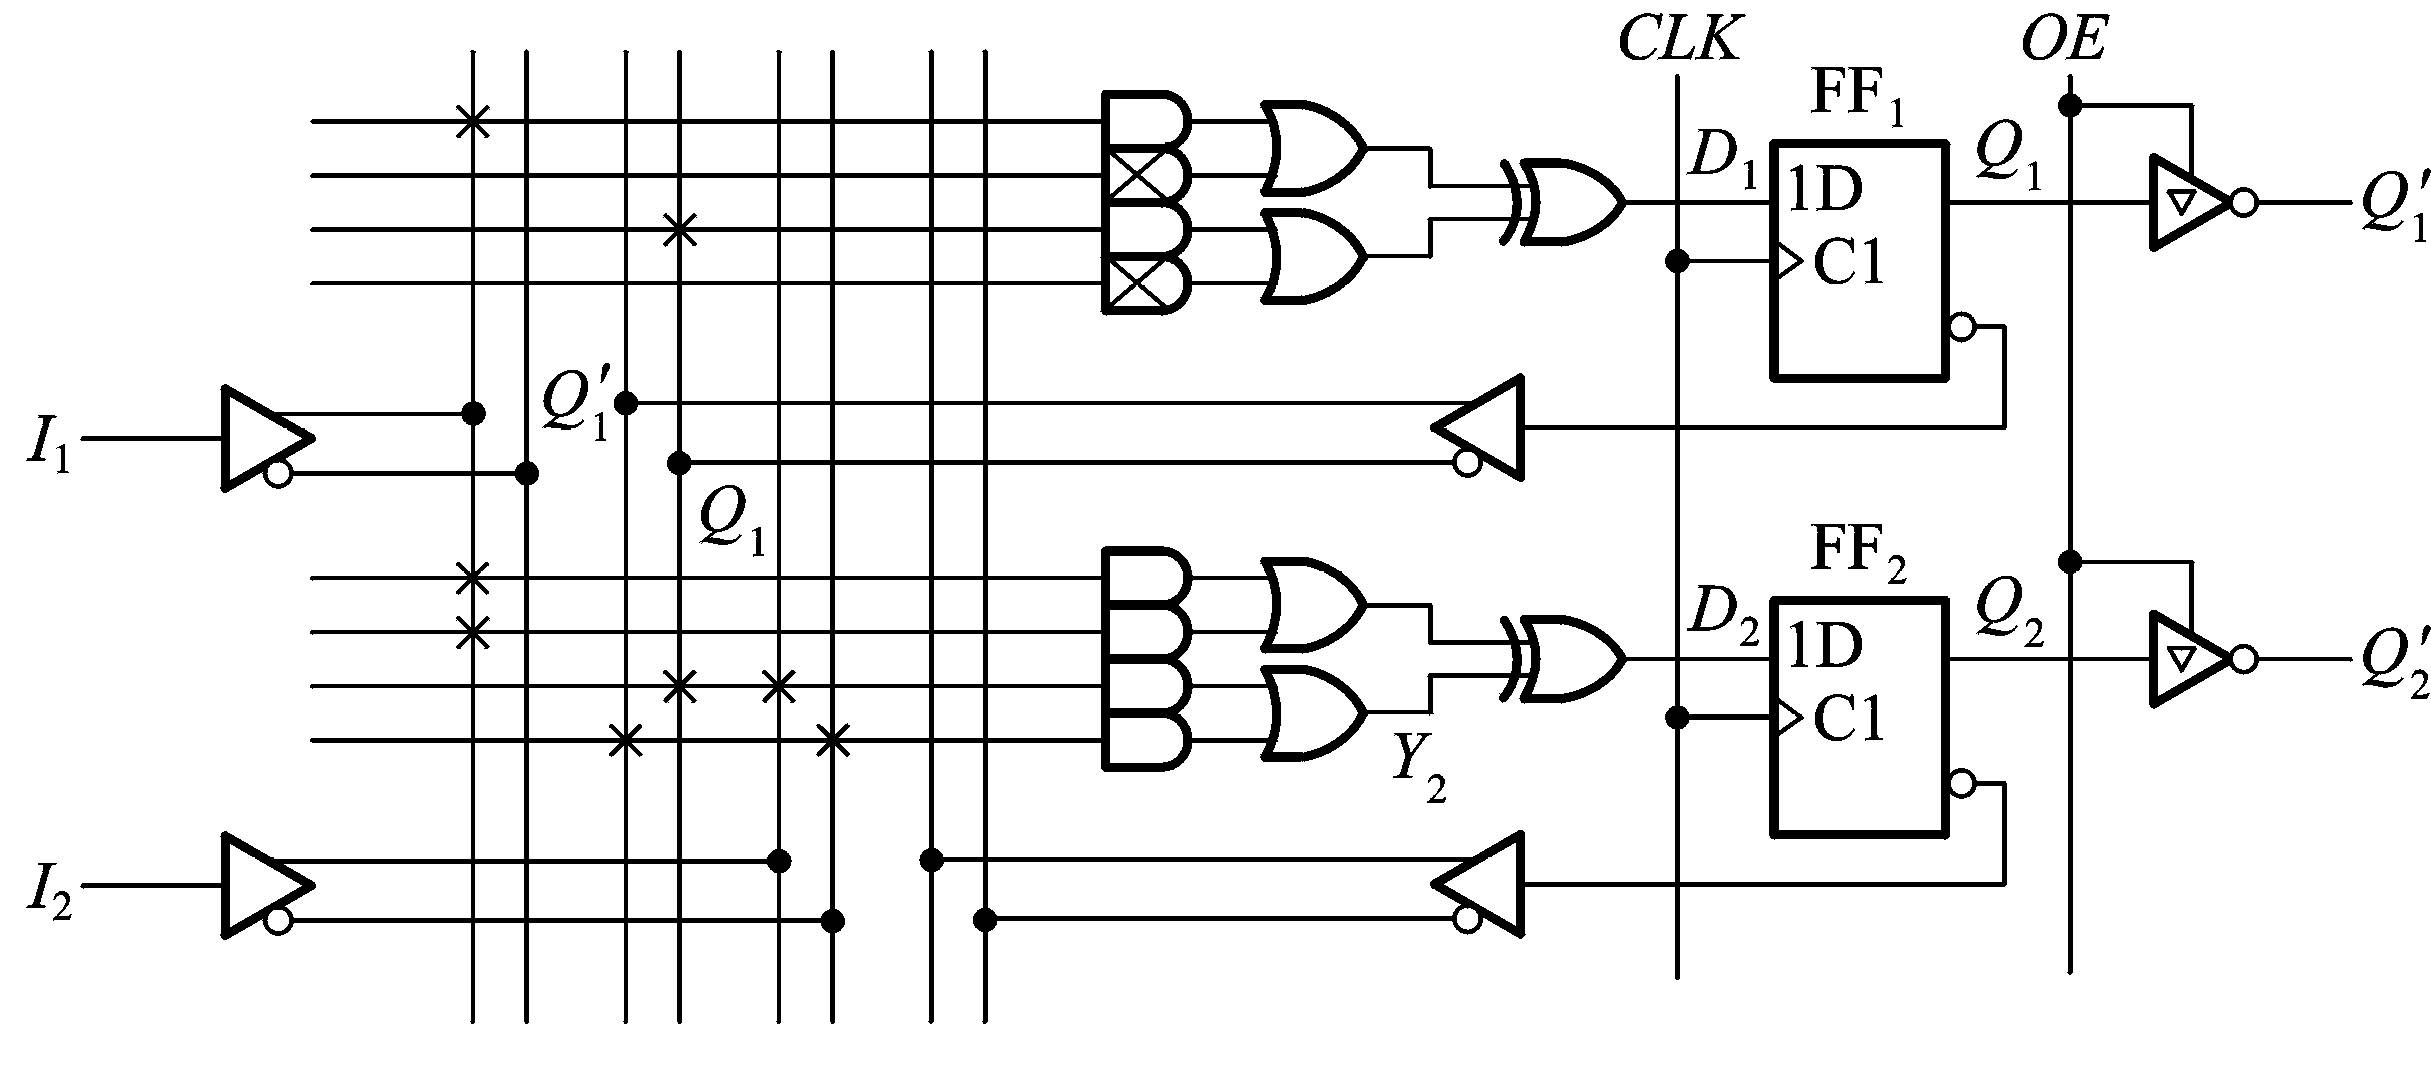 CLK
OE
FF₁
D₁
1D
Q₁
Q₁′
C1
Q₁′
I₁
Q₁
FF₂
D₂
1D
Q₂
Q₂′
C1
Y₂
I₂